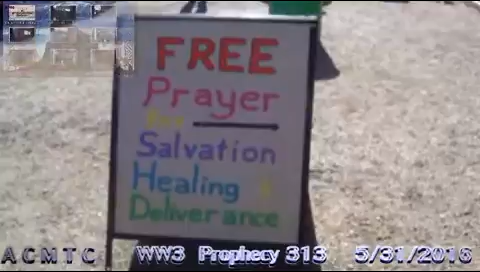 FREE
Prayer
For
Salvation
Healing &
Deliverance
ACMTC WW3 Prophecy 313 5/31/2016